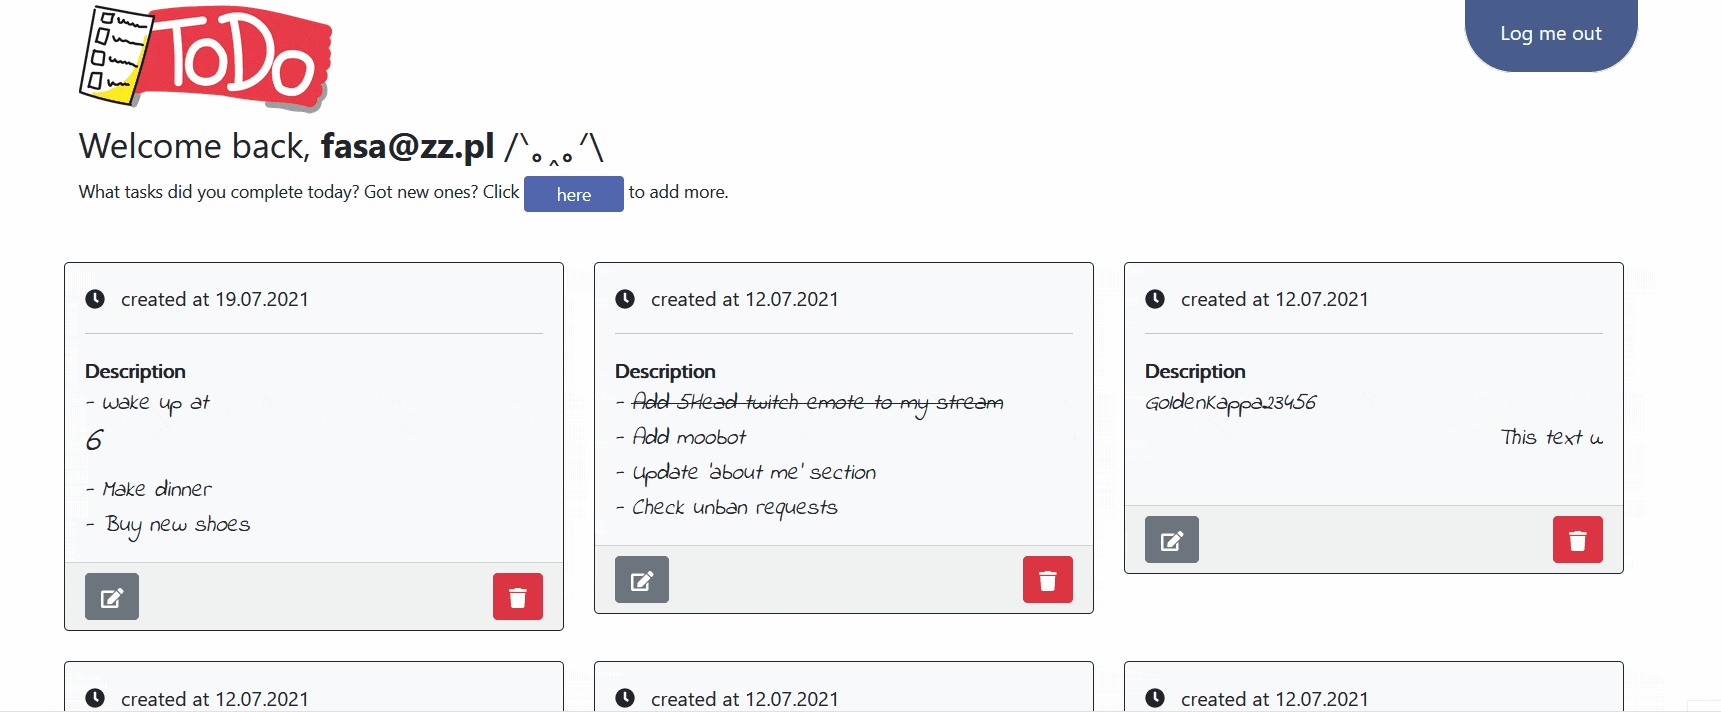 ToDo
Log me out
Welcome back, fasa@zz.pl /ˋ｡‸｡ˊ\
What tasks did you complete today? Got new ones? Click here to add more.
created at 19.07.2021
Description
- Wake up at
6
- Make dinner
- Buy new shoes
created at 12.07.2021
Description
- Add 5Head twitch emote to my stream
- Add moobot
- Update 'about me' section
- Check unban requests
created at 12.07.2021
Description
GoldenKappa23456
This text w
created at 12.07.2021
created at 12.07.2021
created at 12.07.2021